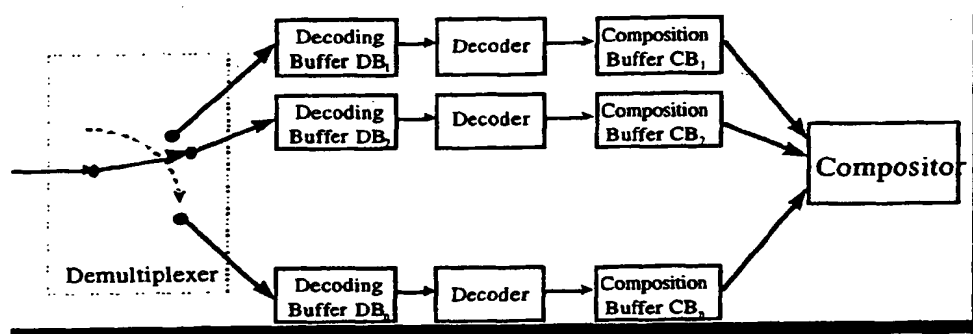 Decoding
Buffer DB₁
Decoder
Composition
Buffer CB₁
Decoding
Buffer DB₂
Decoder
Composition
Buffer CB₂
Compositor
Demultiplexer
Decoding
Buffer DBₙ
Decoder
Composition
Buffer CBₙ